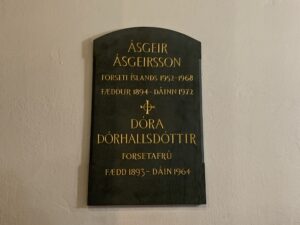 ÁSGEIR
ÁSGEIRSSON
FORSETI ÍSLANDS 1952-1968
FÆDDUR 1894 - DÁINN 1972
DÓRA
ÞÓRHALLSDÓTTIR
FORSETAFRÚ
FÆDD 1893 - DÁIN 1964